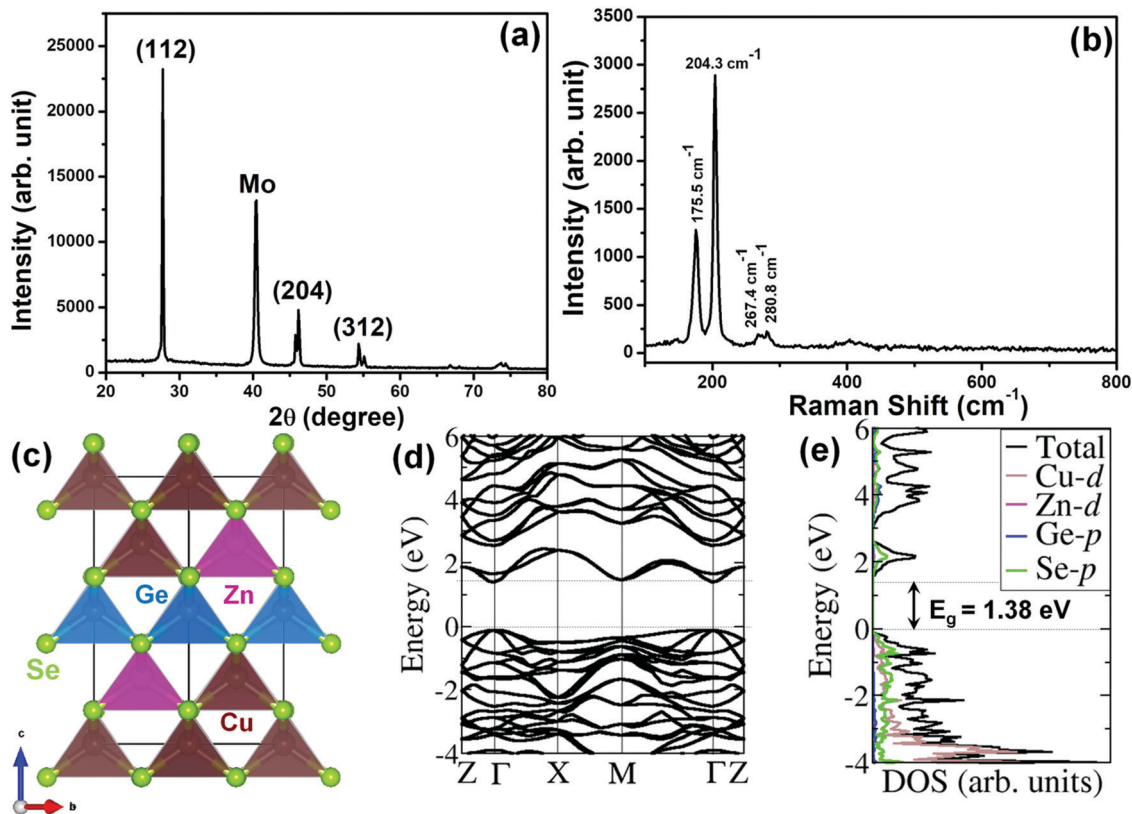 (a)
(112)
Mo
(204)
(312)
Intensity (arb. unit)
25000
20000
15000
10000
5000
0
20 30 40 50 60 70 80
2θ (degree)
(b)
204.3 cm⁻¹
175.5 cm⁻¹
267.4 cm⁻¹
280.8 cm⁻¹
Intensity (arb. unit)
3500
3000
2500
2000
1500
1000
500
0
200 400 600 800
Raman Shift (cm⁻¹)
(c)
Ge
Zn
Se
Cu
c
b
(d)
Energy (eV)
6
4
2
0
-2
-4
Z Γ X M Γ Z
(e)
Total
Cu-d
Zn-d
Ge-p
Se-p
Energy (eV)
6
4
2
0
-2
-4
Eg = 1.38 eV
DOS (arb. units)